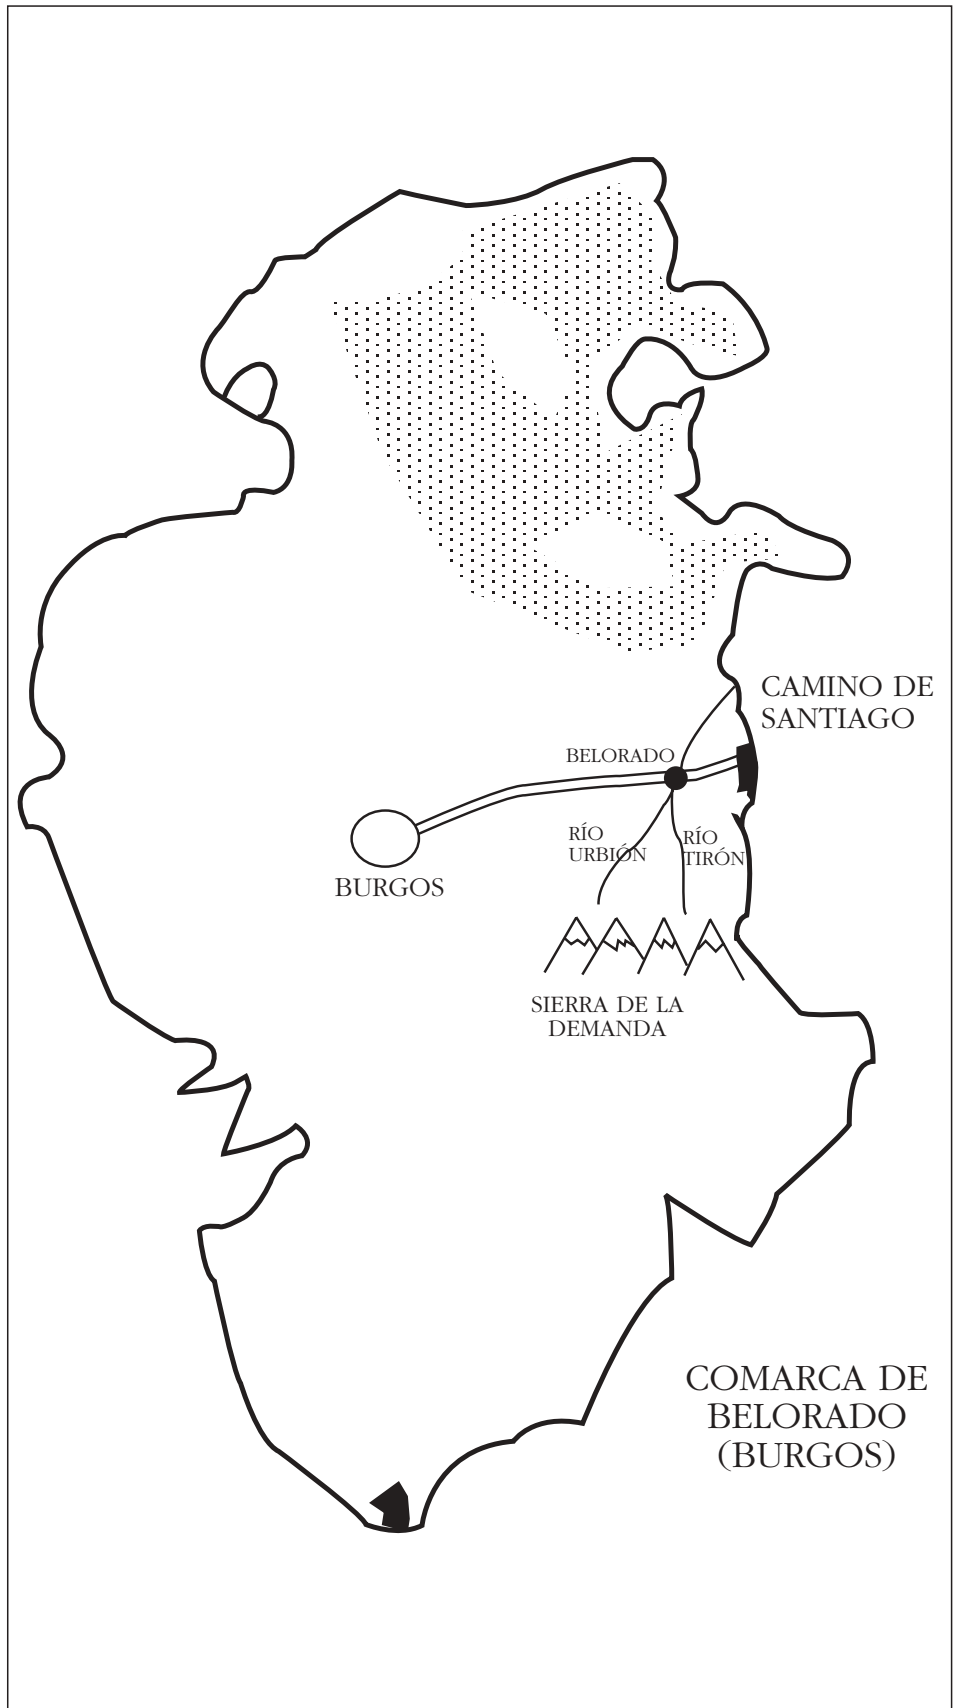 CAMINO DE
SANTIAGO
BELORADO
RÍO
URBIÓN
RÍO
TIRÓN
BURGOS
SIERRA DE LA
DEMANDA
COMARCA DE
BELORADO
(BURGOS)